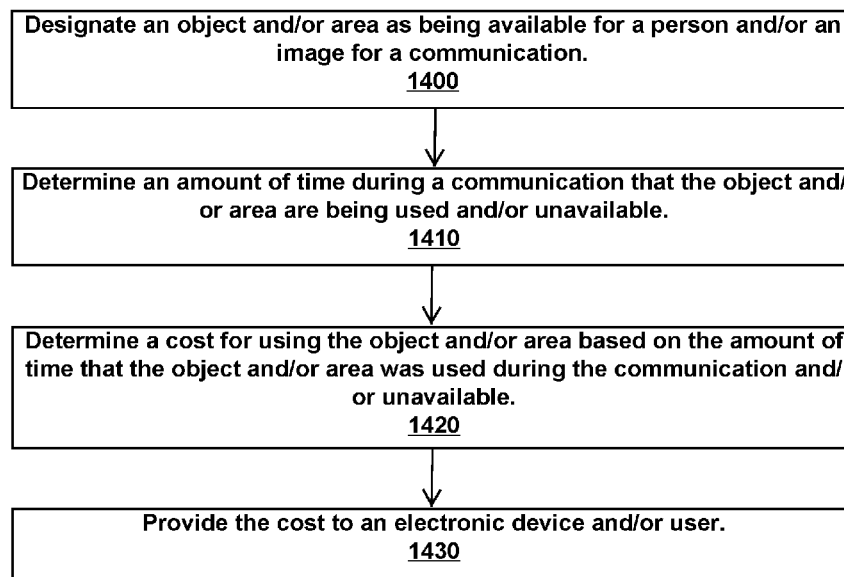 Designate an object and/or area as being available for a person and/or an
image for a communication.
1400
Determine an amount of time during a communication that the object and/
or area are being used and/or unavailable.
1410
Determine a cost for using the object and/or area based on the amount of
time that the object and/or area was used during the communication and/
or unavailable.
1420
Provide the cost to an electronic device and/or user.
1430